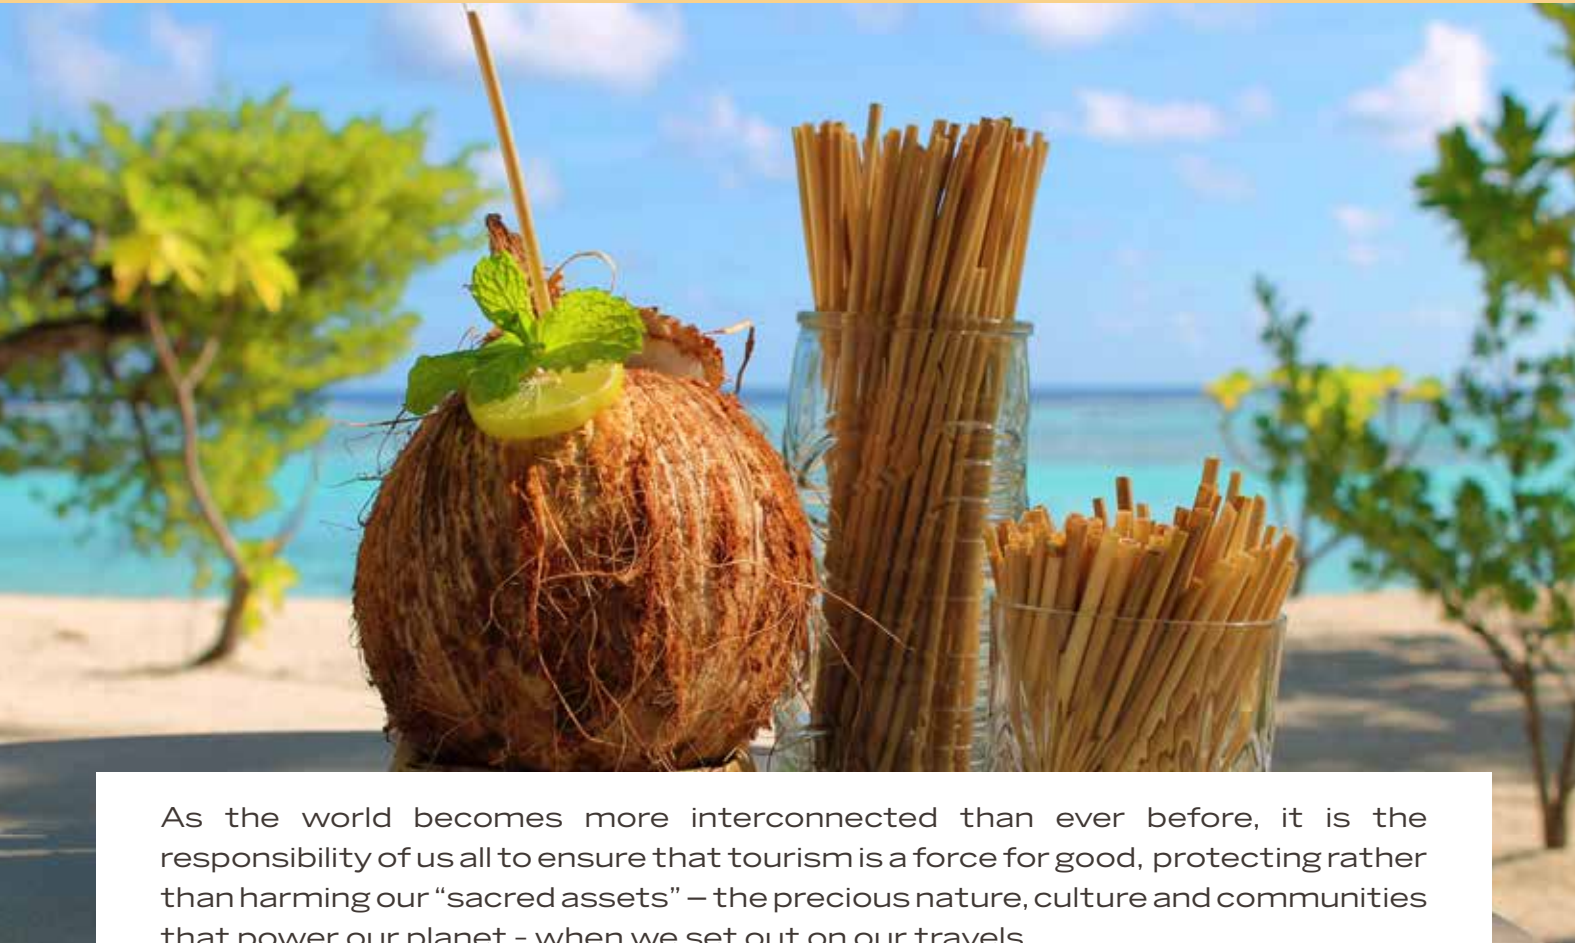 As the world becomes more interconnected than ever before, it is the
responsibility of us all to ensure that tourism is a force for good, protecting rather
than harming our “sacred assets” – the precious nature, culture and communities
that power our planet - when we set out on our travels.